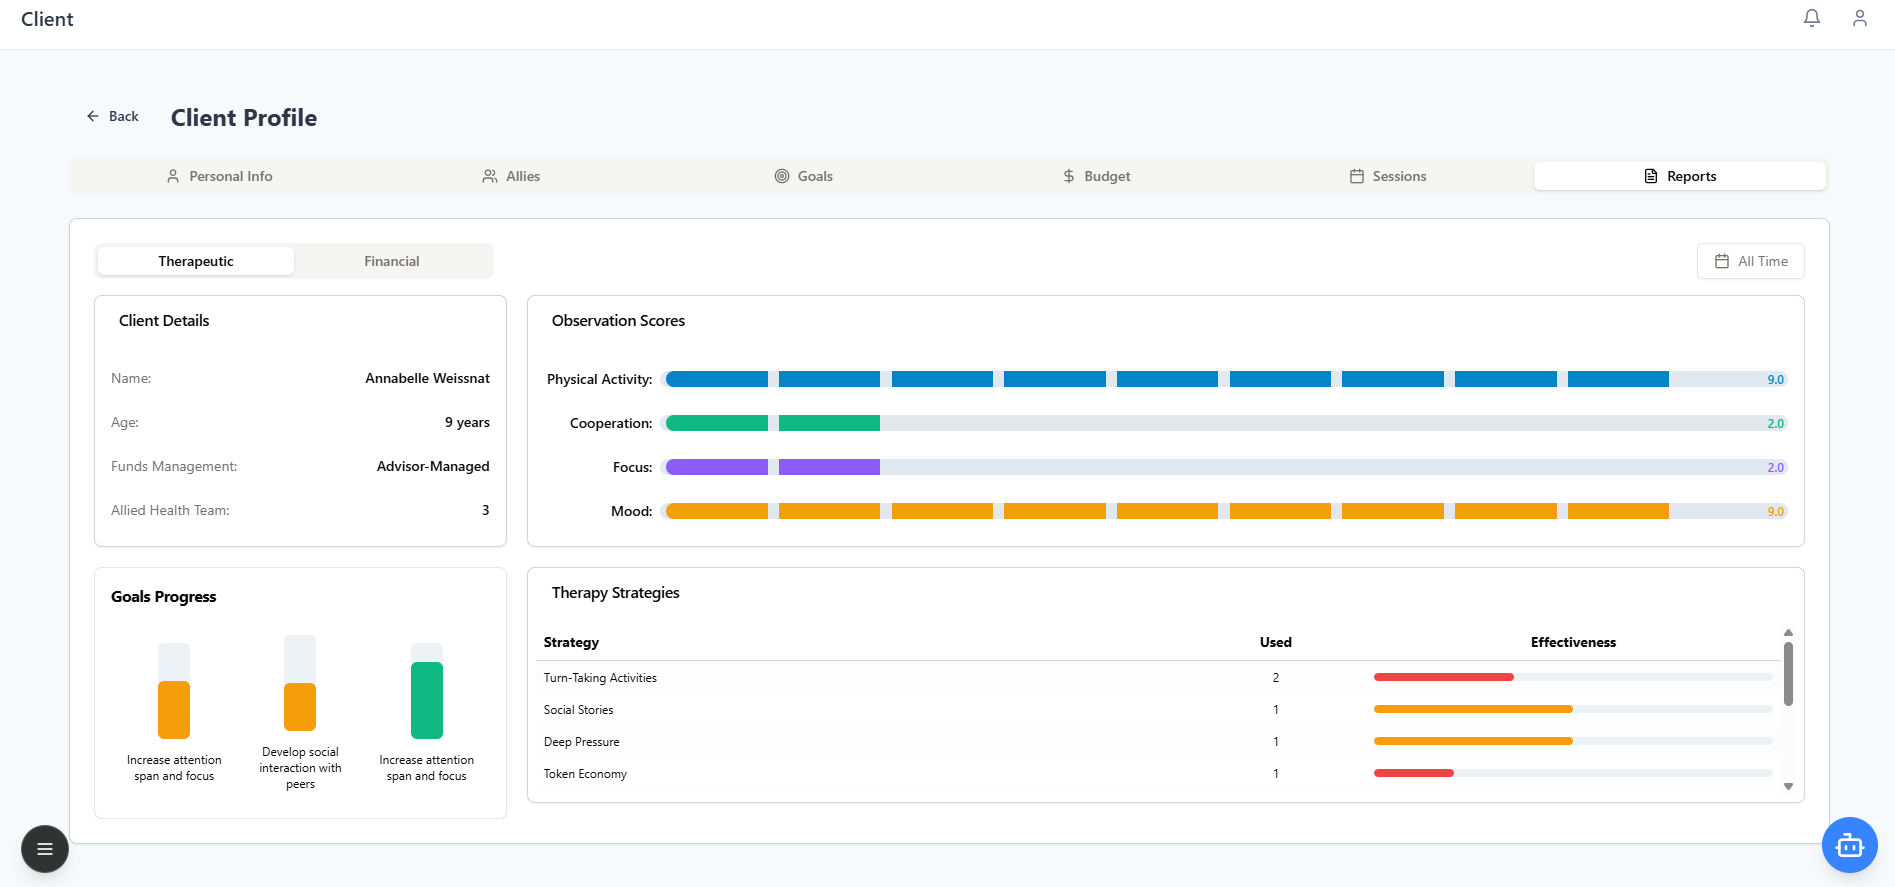 Client
Back
Client Profile
Personal Info
Allies
Goals
Budget
Sessions
Reports
Therapeutic
Financial
All Time
Client Details
Name: Annabelle Weissnat
Age: 9 years
Funds Management: Advisor-Managed
Allied Health Team: 3
Observation Scores
Physical Activity: 9.0
Cooperation: 2.0
Focus: 2.0
Mood: 9.0
Goals Progress
Increase attention
span and focus
Develop social
interaction with
peers
Increase attention
span and focus
Therapy Strategies
Strategy Used Effectiveness
Turn-Taking Activities 2
Social Stories 1
Deep Pressure 1
Token Economy 1